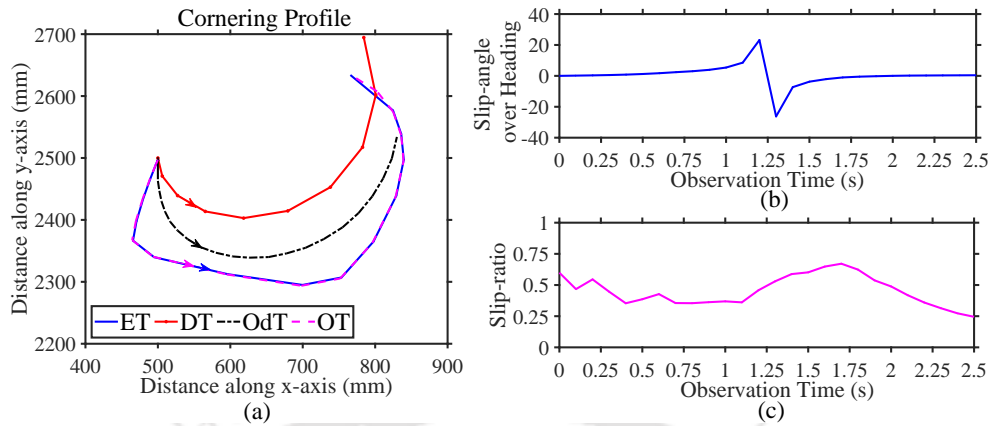 Cornering Profile
2700
2600
2500
2400
2300
2200
Distance along y-axis (mm)
ET DT OdT OT
400 500 600 700 800 900
Distance along x-axis (mm)
(a)
40
20
0
-20
-40
Slip-angle
over Heading
0 0.25 0.5 0.75 1 1.25 1.5 1.75 2 2.25 2.5
Observation Time (s)
(b)
1
0.75
0.5
0.25
0
Slip-ratio
0 0.25 0.5 0.75 1 1.25 1.5 1.75 2 2.25 2.5
Observation Time (s)
(c)